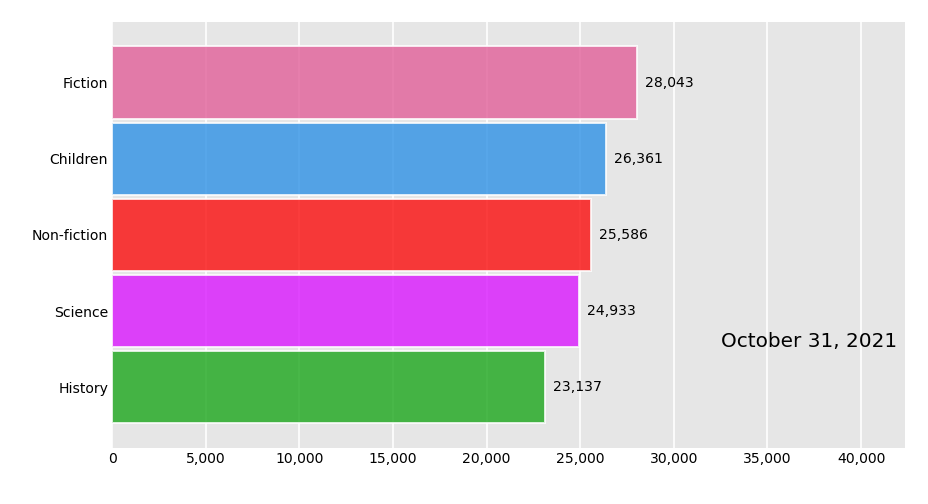 Fiction 28,043
Children 26,361
Non-fiction 25,586
Science 24,933
October 31, 2021
History 23,137
0 5,000 10,000 15,000 20,000 25,000 30,000 35,000 40,000